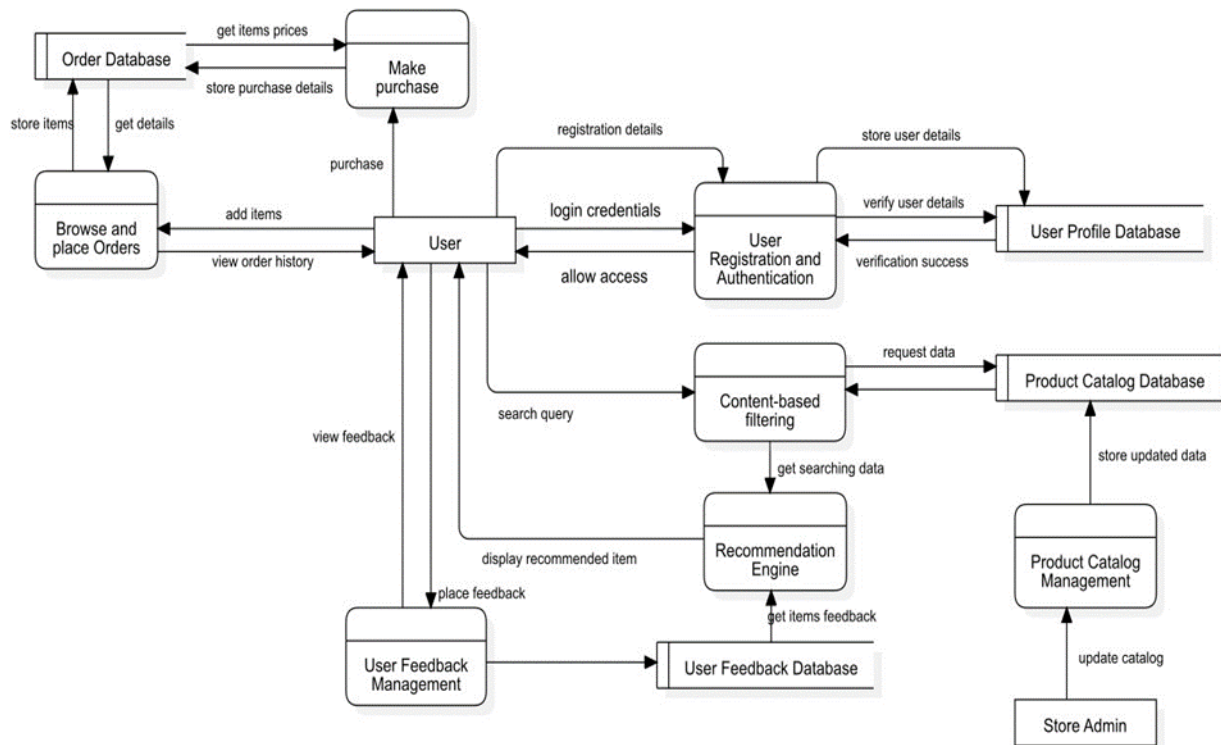 get items prices
Order Database
Make
purchase
store purchase details
store items
get details
registration details
store user details
purchase
Browse and
place Orders
add items
view order history
User
login credentials
allow access
User
Registration and
Authentication
verify user details
verification success
User Profile Database
request data
Product Catalog Database
Content-based
filtering
search query
view feedback
get searching data
store updated data
display recommended item
Recommendation
Engine
Product Catalog
Management
place feedback
get items feedback
User Feedback
Management
User Feedback Database
update catalog
Store Admin